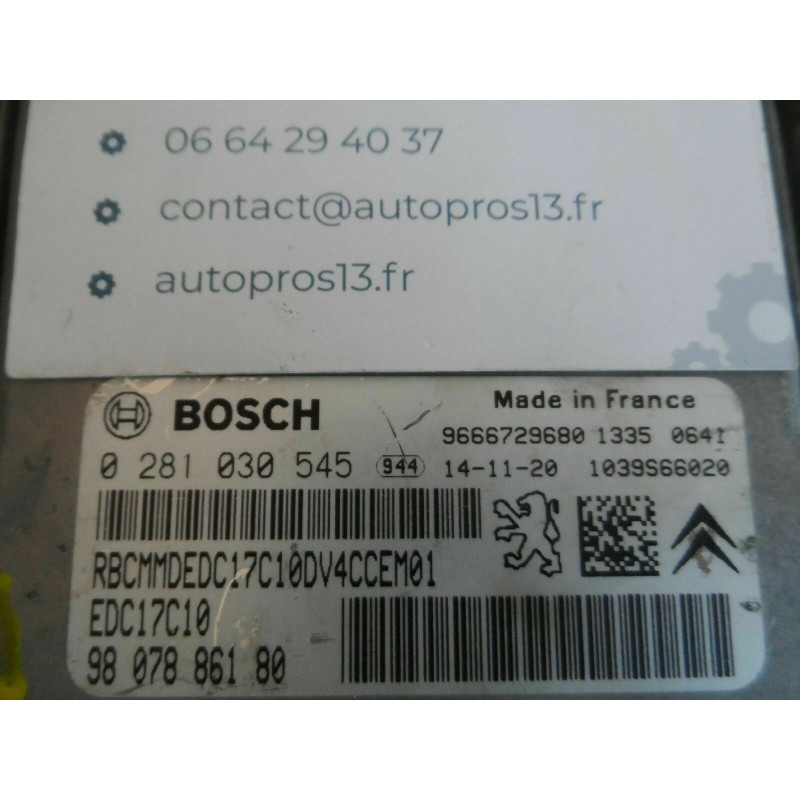 06 64 29 40 37
contact@autopros13.fr
autopros13.fr
BOSCH
Made in France
9666729680 1335 0641
0 281 030 545 944 14-11-20 1039S66020
RBCMMDEDC17C10DV4CCEM01
EDC17C10
98 078 861 80